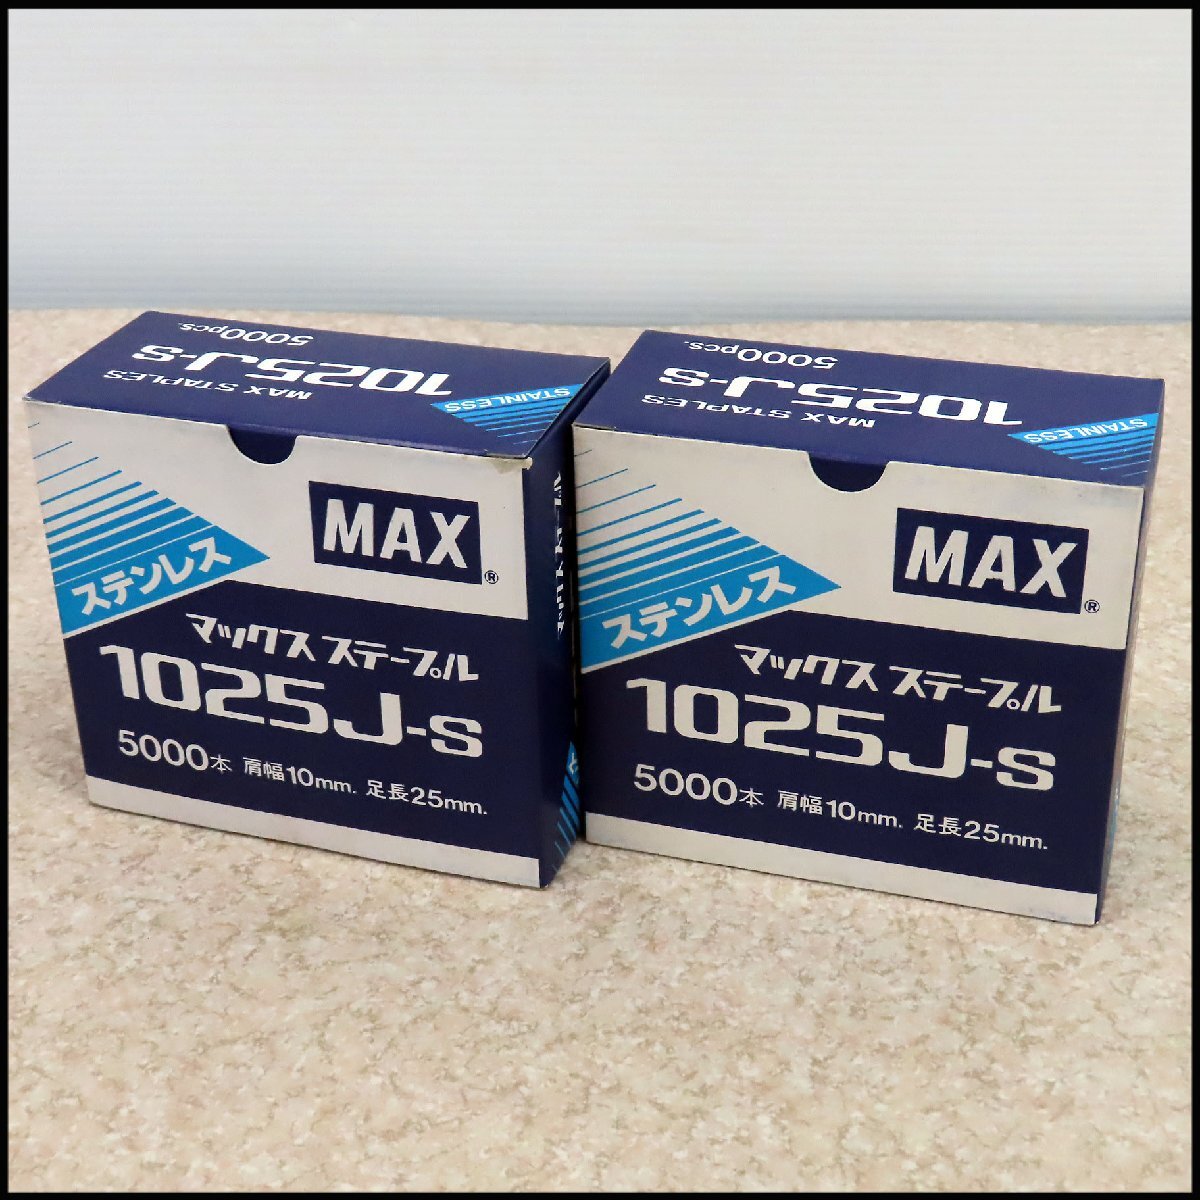 5000pcs.
1025J-S
MAX STAPLES
STAINLESS
MAX®
ステンレス
マックス ステープル
1025J-S
5000本 肩幅10mm. 足長25mm.
5000pcs.
1025J-S
MAX STAPLES
STAINLESS
MAX®
ステンレス
マックス ステープル
1025J-S
5000本 肩幅10mm. 足長25mm.